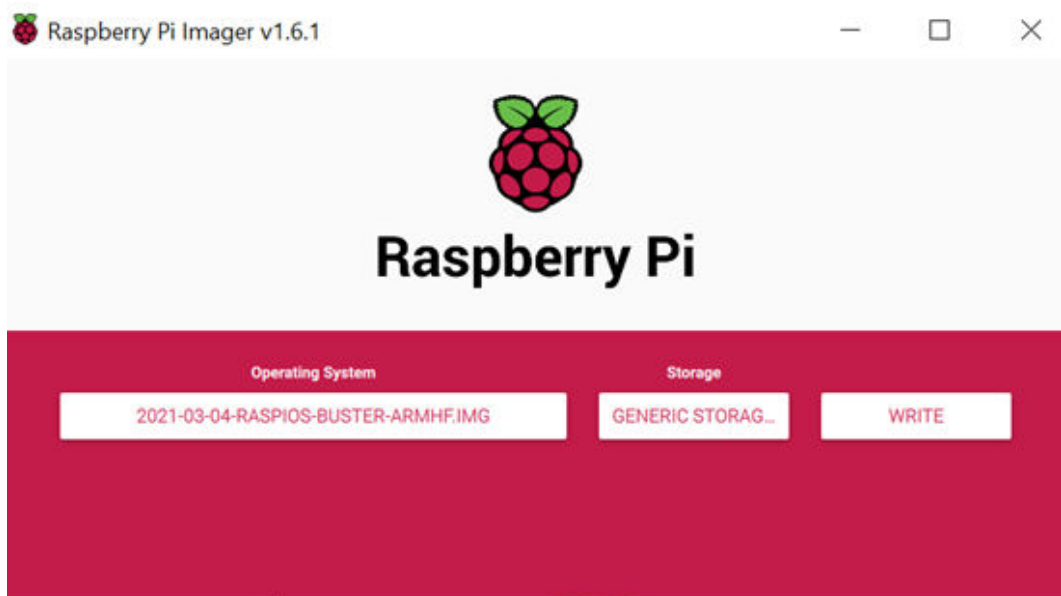 Raspberry Pi Imager v1.6.1
Raspberry Pi
Operating System
Storage
2021-03-04-RASPIOS-BUSTER-ARMHF.IMG
GENERIC STORAG...
WRITE